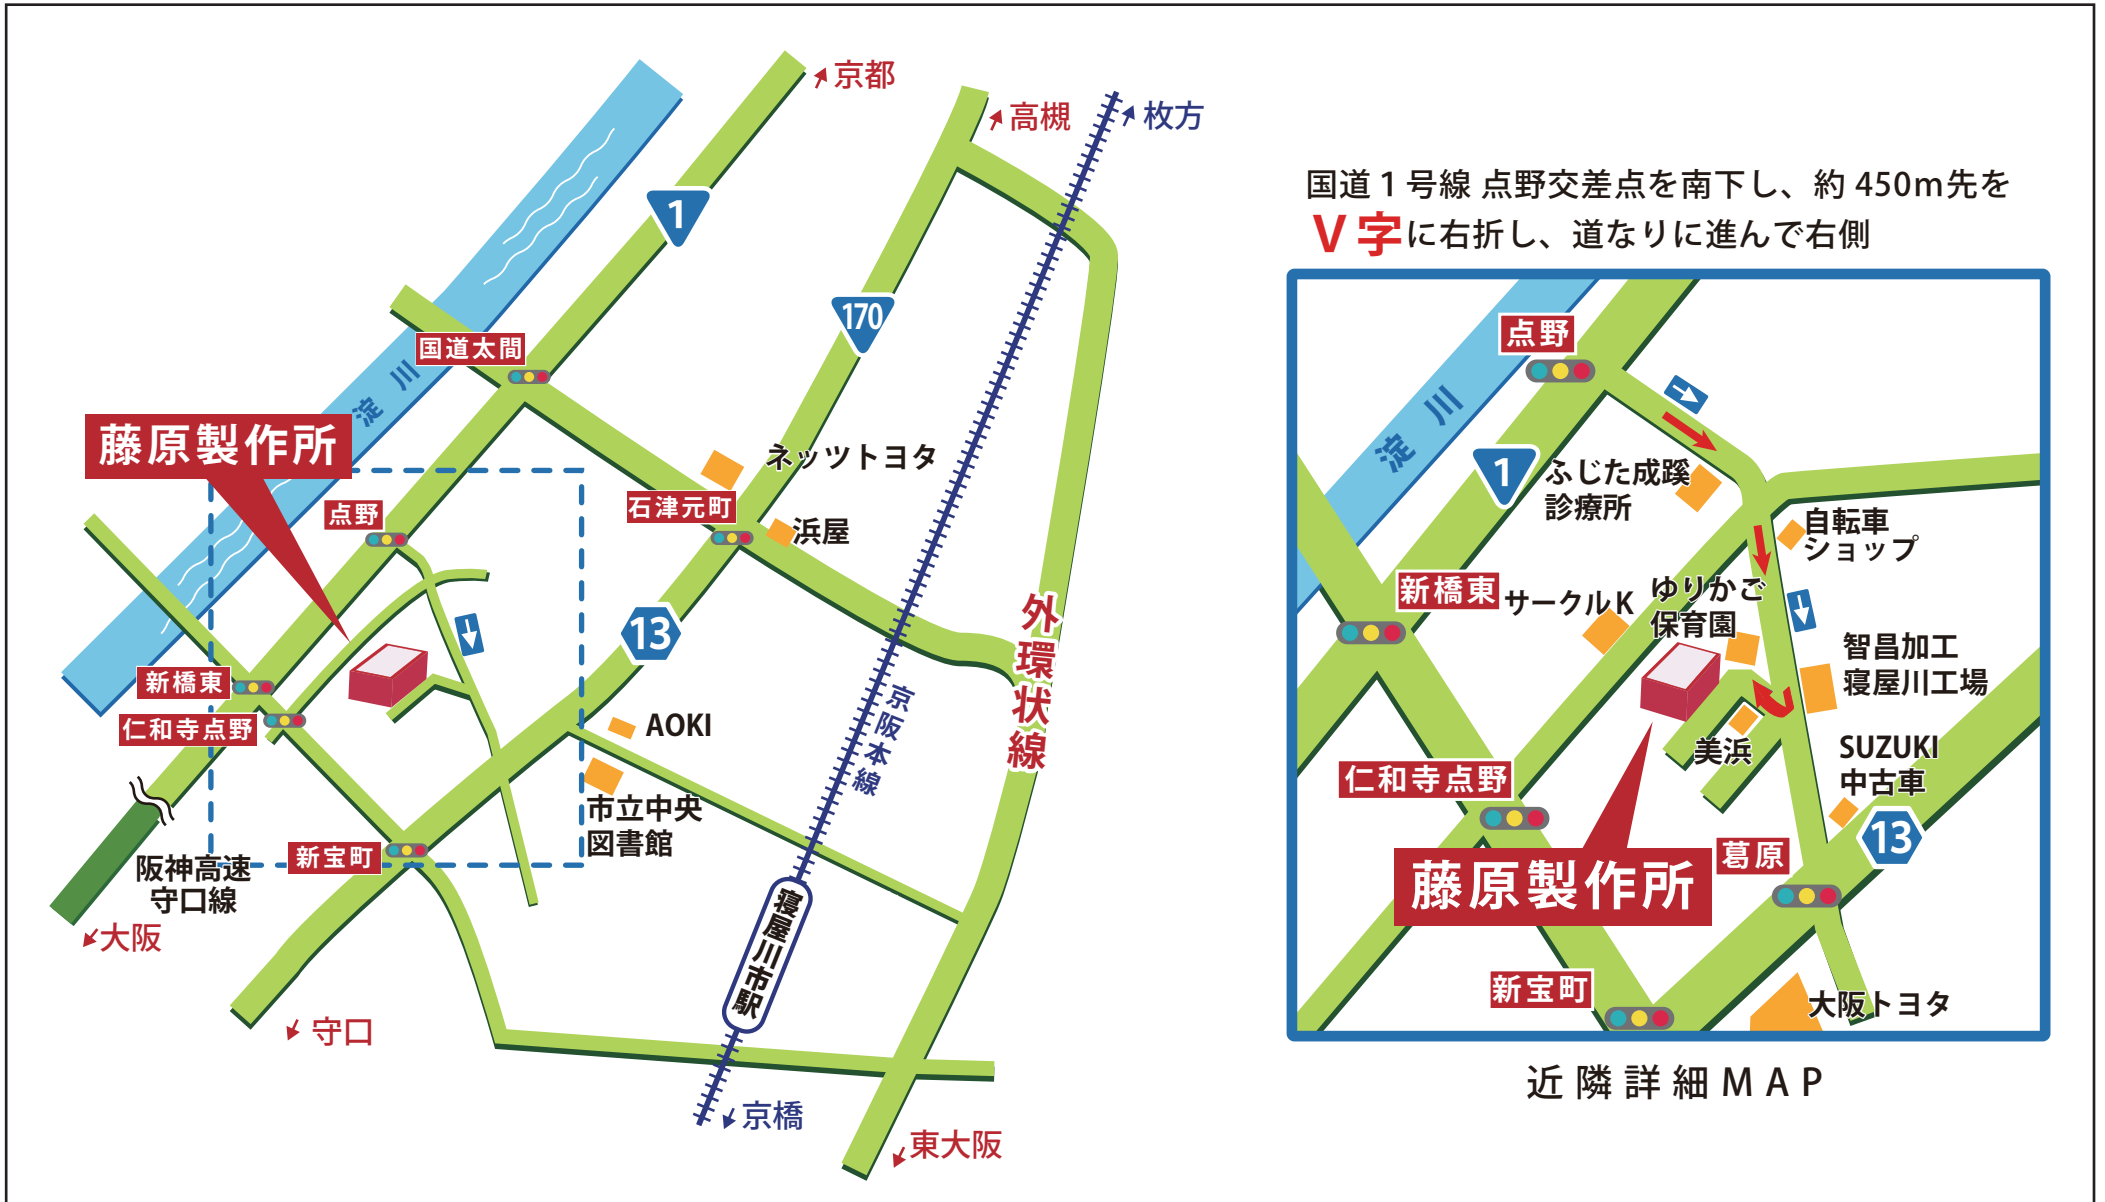 京都
高槻
枚方
1
170
国道太間
淀川
藤原製作所
ネッツトヨタ
石津元町
点野
浜屋
13
外環状線
新橋東
仁和寺点野
京阪本線
AOKI
市立中央
図書館
新宝町
阪神高速
守口線
寝屋川市駅
大阪
守口
京橋
東大阪
国道1号線 点野交差点を南下し、約450m先を
V字に右折し、道なりに進んで右側
点野
淀川
1
ふじた成蹊
診療所
自転車
ショップ
新橋東
サークルK
ゆりかご
保育園
智昌加工
寝屋川工場
美浜
SUZUKI
中古車
仁和寺点野
13
葛原
藤原製作所
新宝町
大阪トヨタ
近隣詳細MAP